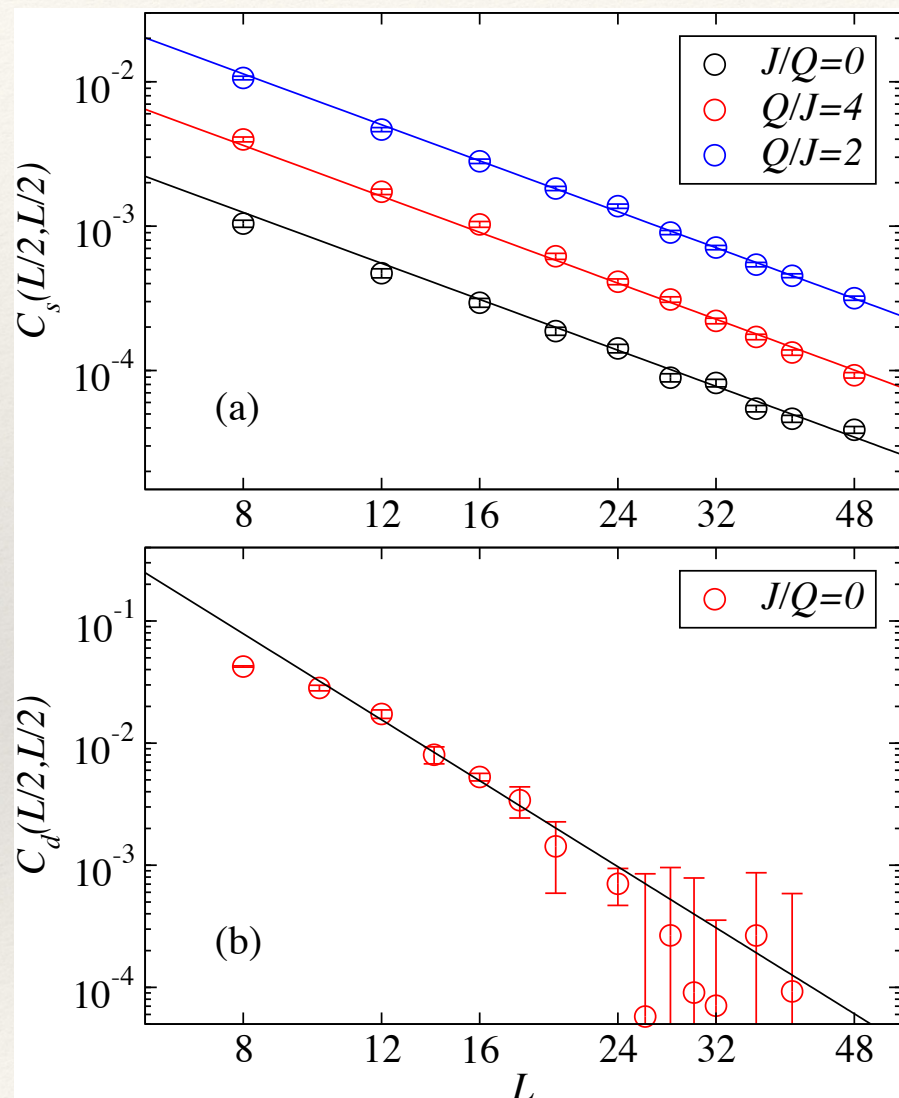 C_s(L/2,L/2)
10^-2
10^-3
10^-4
J/Q=0
Q/J=4
Q/J=2
(a)
8 12 16 24 32 48
C_d(L/2,L/2)
10^-1
10^-2
10^-3
10^-4
J/Q=0
(b)
8 12 16 24 32 48
L